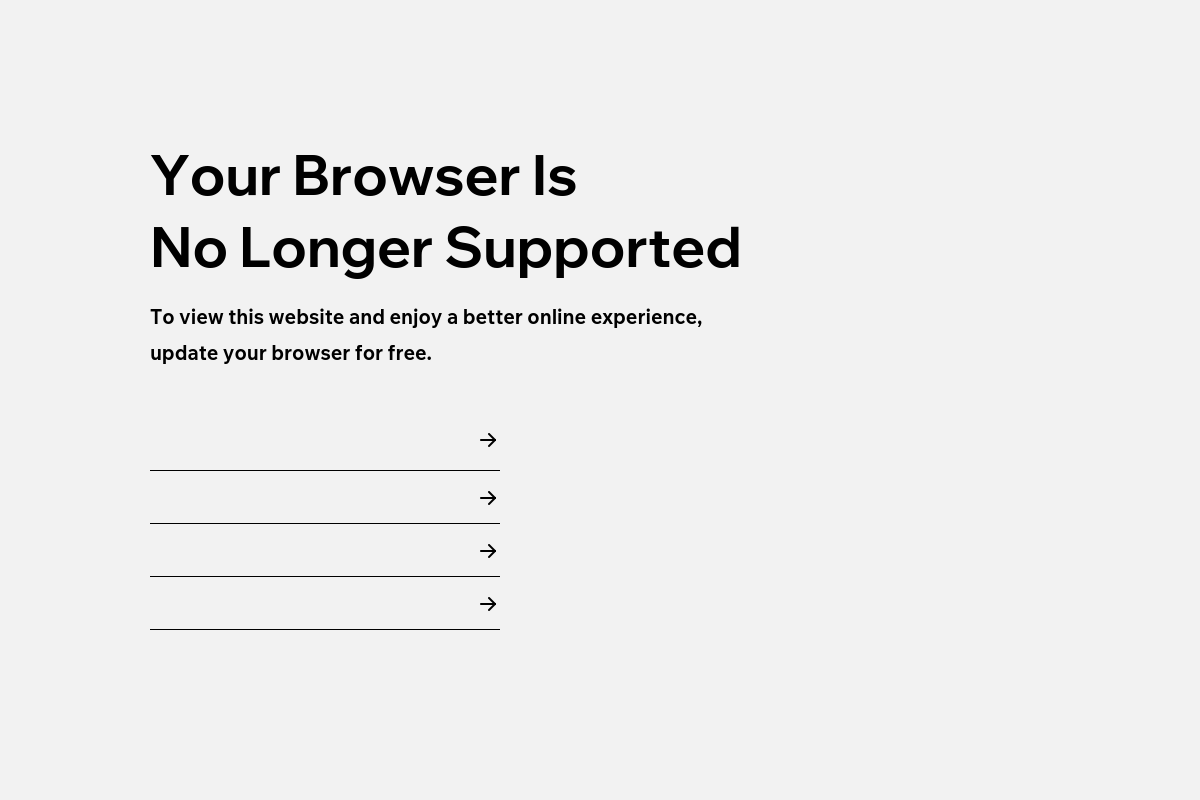 Your Browser Is
No Longer Supported
To view this website and enjoy a better online experience,
update your browser for free.